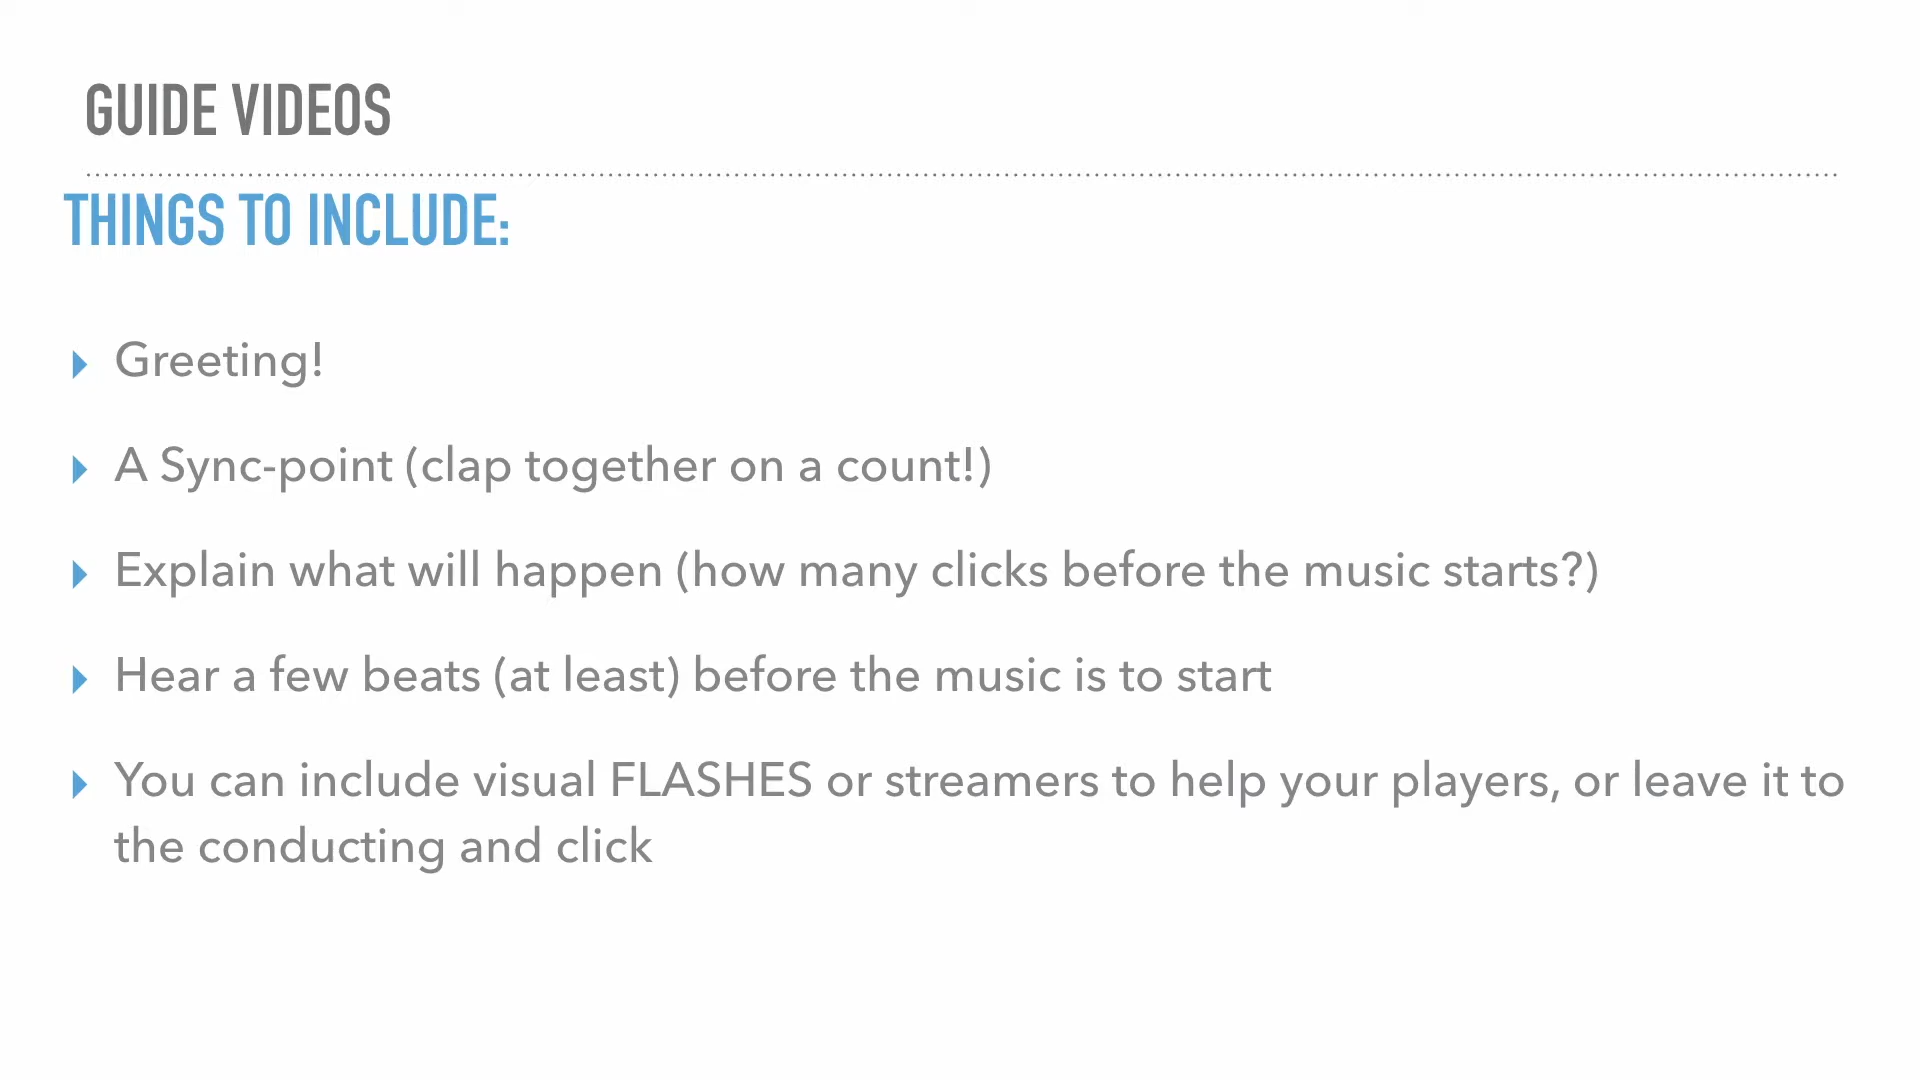 GUIDE VIDEOS
THINGS TO INCLUDE:
Greeting!
A Sync-point (clap together on a count!)
Explain what will happen (how many clicks before the music starts?)
Hear a few beats (at least) before the music is to start
You can include visual FLASHES or streamers to help your players, or leave it to
the conducting and click